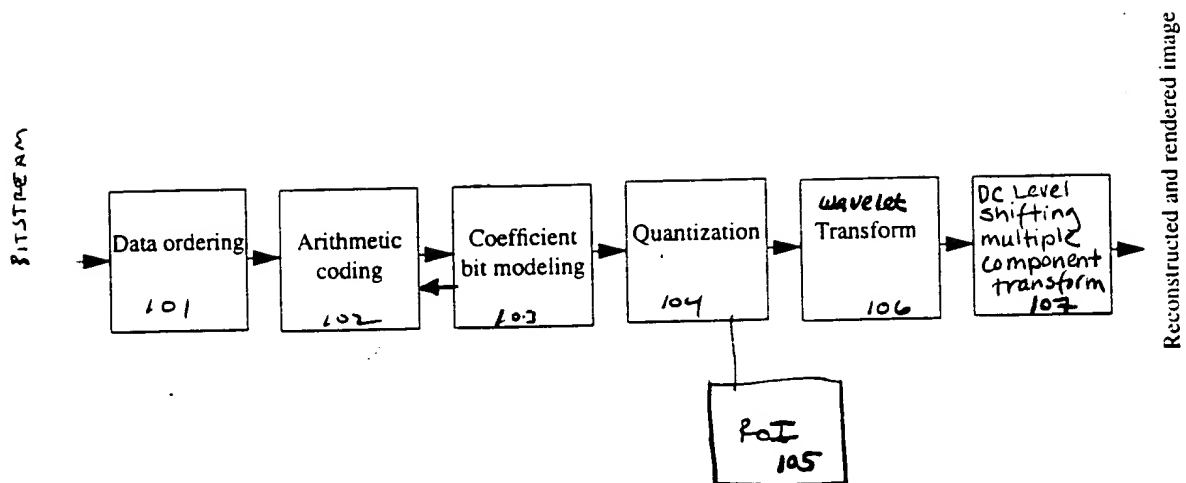 BITSTREAM
Data ordering
101
Arithmetic
coding
102
Coefficient
bit modeling
103
Quantization
104
RoI
105
wavelet
Transform
106
DC Level
shifting
multiple
component
transform
107
Reconstructed and rendered image